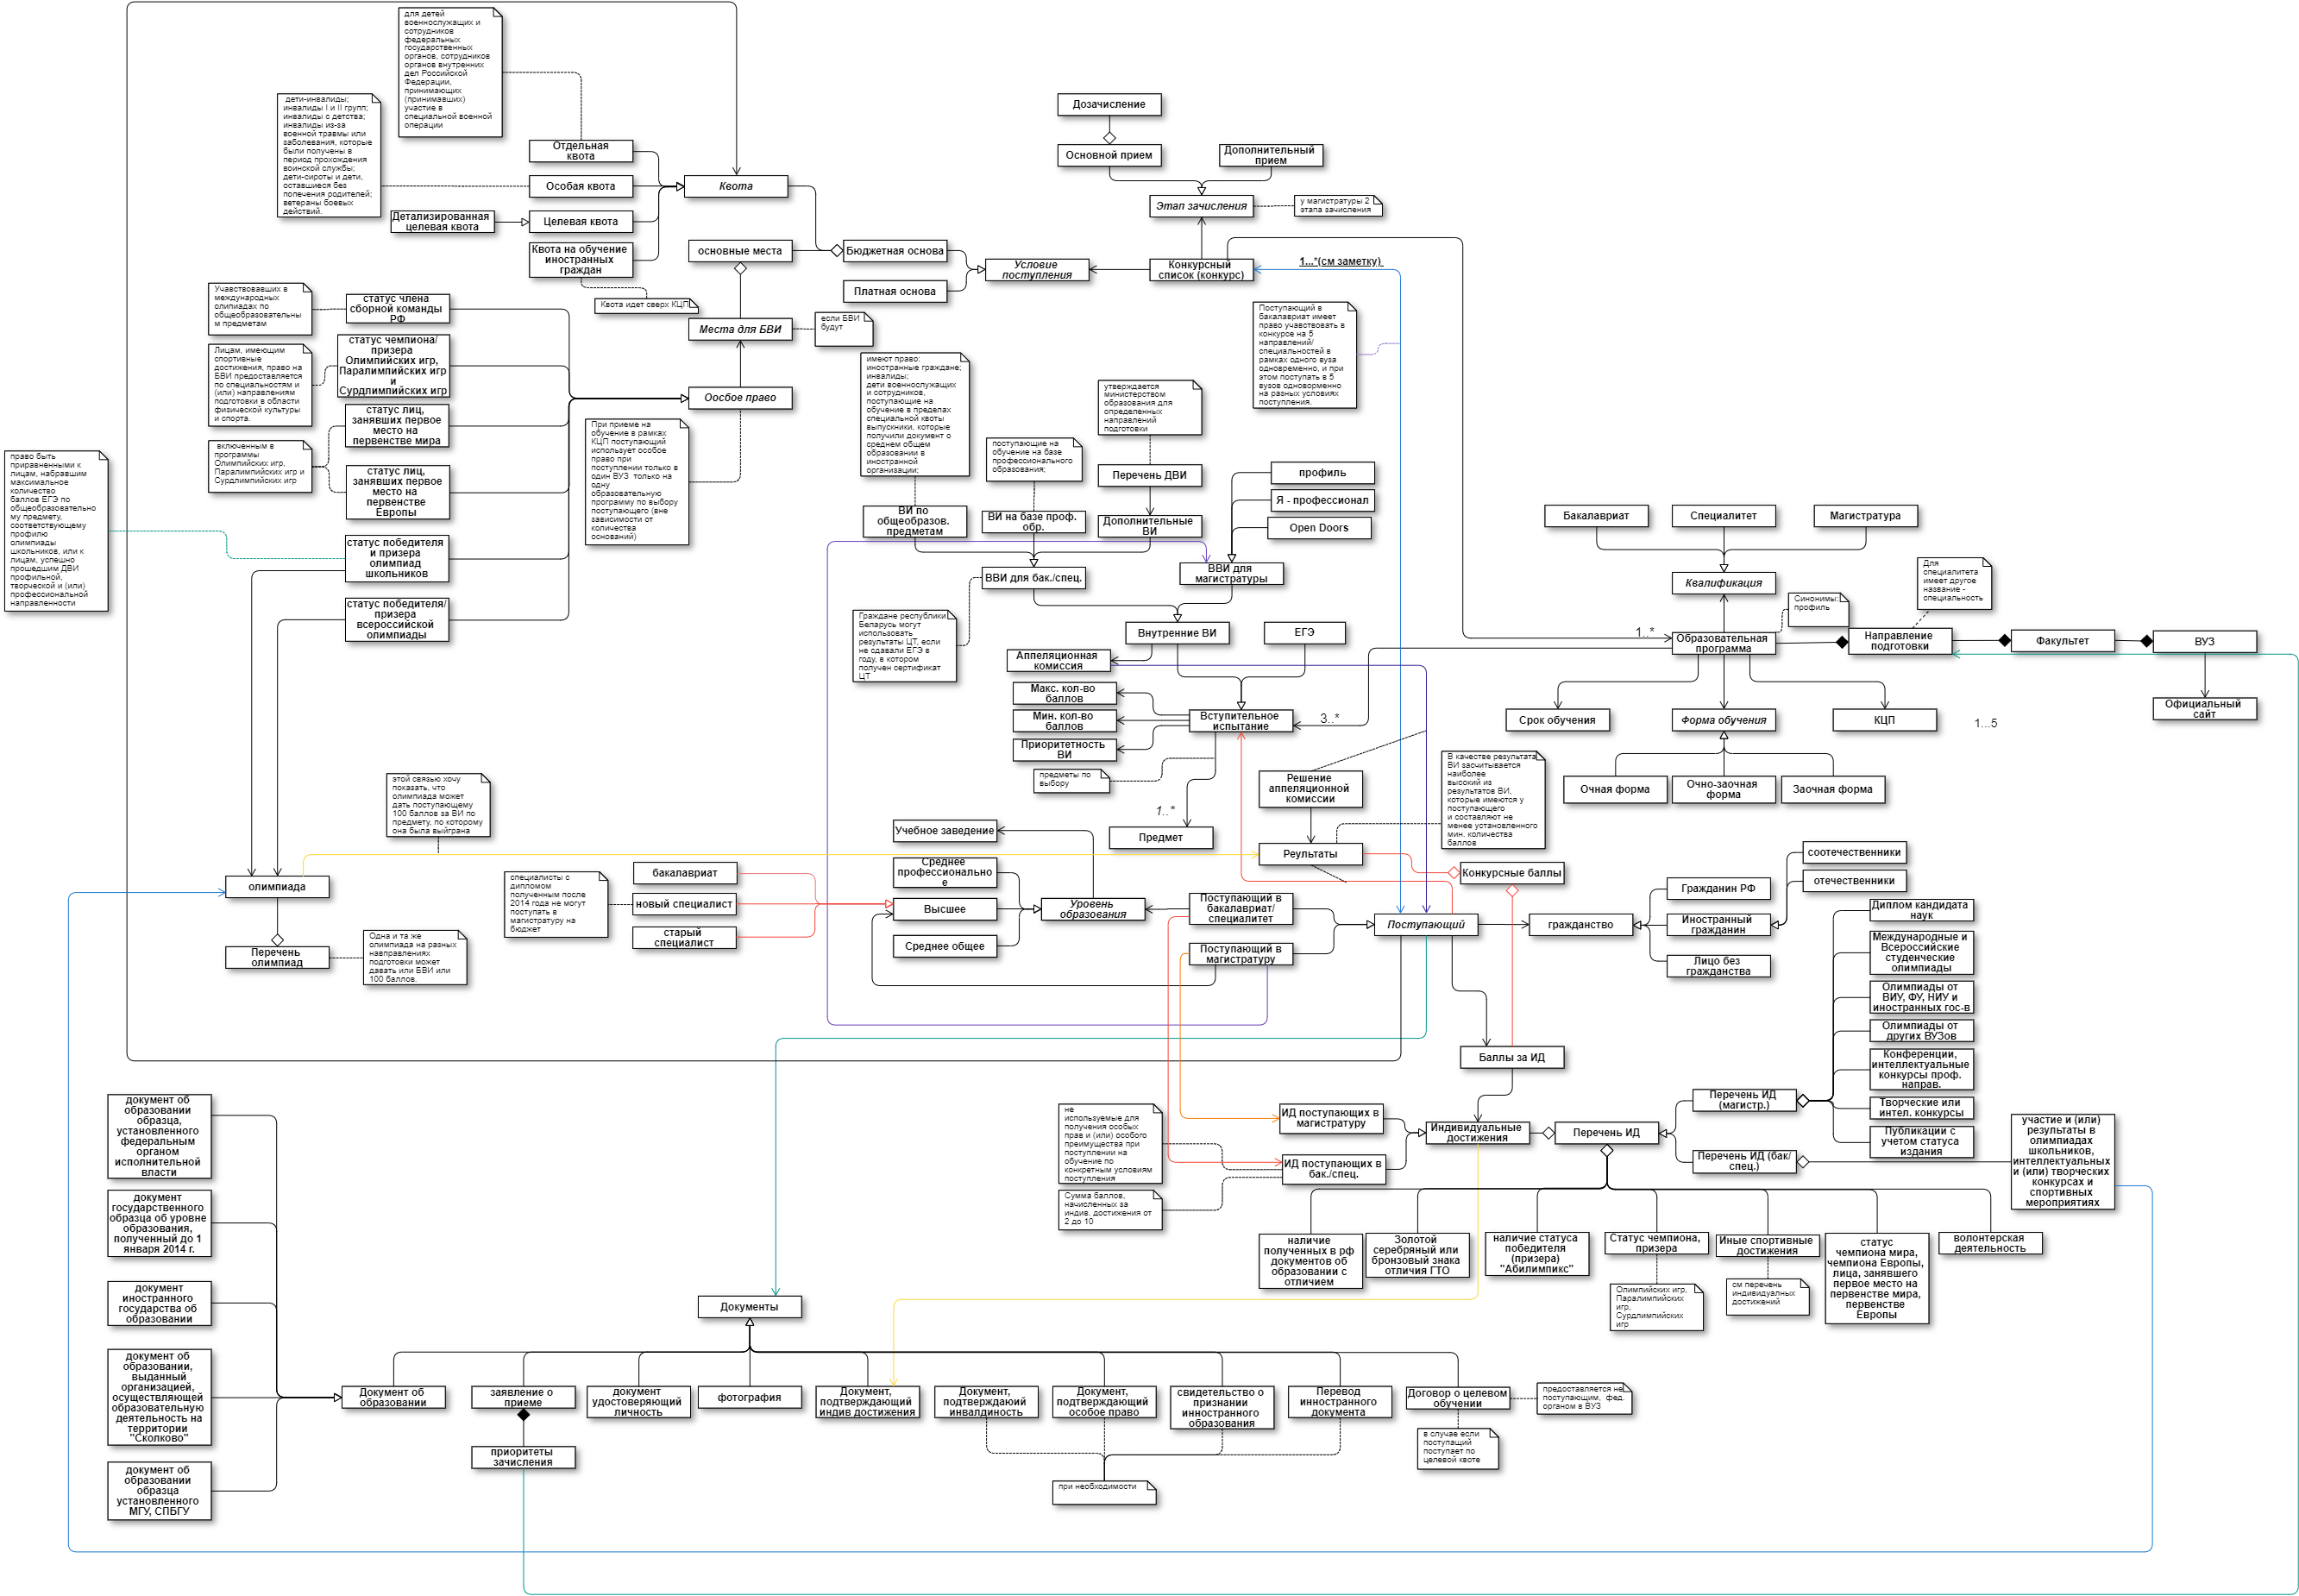 для детей
военнослужащих и
сотрудников
федеральных
государственных
органов, сотрудников
органов внутренних
дел Российской
Федерации,
принимающих
(принимавших)
участие в
специальной военной
операции
дети-инвалиды;
инвалиды I и II групп;
инвалиды с детства;
инвалиды из-за
военной травмы или
заболевания, которые
были получены в
период прохождения
воинской службы;
дети-сироты и дети,
оставшиеся без
попечения родителей;
ветераны боевых
действий.
Отдельная
квота
Особая квота
Детализированная
целевая квота
Целевая квота
Квота на обучение
иностранных
граждан
Квота идет сверх КЦП
Квота
основные места
Бюджетная основа
Платная основа
Условие
поступления
Конкурсный
список (конкурс)
1...*(см заметку)
Дозачисление
Основной прием
Дополнительный
прием
Этап зачисления
у магистратуры 2
этапа зачисления
Места для БВИ
если БВИ
будут
Оосбое право
Учавствовавших в
международных
олипиадах по
общеобразовательны
м предметам
статус члена
сборной команды
РФ
Лицам, имеющим
спортивные
достижения, право на
БВИ предоставляется
по специальностям и
(или) направлениям
подготовки в области
физической культуры
и спорта.
статус чемпиона/
призера
Олимпийских игр,
Паралимпийских игр
и
Сурдлимпийских игр
включенным в
программы
Олимпийских игр,
Паралимпийских игр и
Сурдлимпийских игр
статус лиц,
занявших первое
место на
первенстве мира
статус лиц,
занявших первое
место на
первенстве
Европы
право быть
приравненными к
лицам, набравшим
максимальное
количество
баллов ЕГЭ по
общеобразовательно
му предмету,
соответствующему
профилю
олимпиады
школьников, или к
лицам, успешно
прошедшим ДВИ
профильной,
творческой и (или)
профессиональной
направленности
статус победителя
и призера
олимпиад
школьников
статус победителя/
призера
всероссийской
олимпиады
При приеме на
обучение в рамках
КЦП поступающий
использует особое
право при
поступлении только в
один ВУЗ только на
одну
образовательную
программу по выбору
поступающего (вне
зависимости от
количества
оснований)
имеют право:
иностранные граждане;
инвалиды;
дети военнослужащих
и сотрудников,
поступающие на
обучение в пределах
специальной квоты
выпускники, которые
получили документ о
среднем общем
образовании в
иностранной
организации;
поступающие на
обучение на базе
профессионального
образования;
утверждается
министерством
образования для
определенных
направлений
подготовки
Поступающий в
бакалавриат имеет
право учавствовать в
конкурсе на 5
направлений/
специальностей в
рамках одного вуза
одновременно, и при
этом поступать в 5
вузов одноворменно
на разных условиях
поступления.
Перечень ДВИ
ВИ по
общеобразов.
предметам
ВИ на базе проф.
обр.
Дополнительные
ВИ
профиль
Я - профессионал
Open Doors
ВВИ для бак./спец.
ВВИ для
магистратуры
Граждане республики
Беларусь могут
использовать
результаты ЦТ, если
не сдавали ЕГЭ в
году, в котором
получен сертификат
ЦТ
Внутренние ВИ
ЕГЭ
Аппеляционная
комиссия
Макс. кол-во
баллов
Мин. кол-во
баллов
Приоритетность
ВИ
Вступительное
испытание
3..*
предметы по
выбору
1..*
Предмет
Решение
аппеляционной
комиссии
Реультаты
В качестве результата
ВИ засчитывается
наиболее
высокий из
результатов ВИ,
которые имеются у
поступающего
и составляют не
менее установленного
мин. количества
баллов
Конкурсные баллы
Бакалавриат
Специалитет
Магистратура
Квалификация
Для
специалитета
имеет другое
название -
специальность
Синонимы:
профиль
1..*
Образовательная
программа
Направление
подготовки
Факультет
ВУЗ
Официальный
сайт
Срок обучения
Форма обучения
КЦП
1...5
Очная форма
Очно-заочная
форма
Заочная форма
этой связью хочу
показать, что
олимпиада может
дать поступающему
100 баллов за ВИ по
предмету, по которому
она была выйграна
олимпиада
Перечень
олимпиад
Одна и та же
олимпиада на разных
навправлениях
подготовки может
давать или БВИ или
100 баллов.
специалисты с
дипломом
полученным после
2014 года не могут
поступать в
магистратуру на
бюджет
бакалавриат
новый специалист
старый
специалист
Учебное заведение
Среднее
профессионально
е
Высшее
Среднее общее
Уровень
образования
Поступающий в
бакалавриат/
специалитет
Поступающий в
магистратуру
Поступающий
гражданство
Гражданин РФ
Иностранный
гражданин
Лицо без
гражданства
соотечественники
отечественники
Диплом кандидата
наук
Международные и
Всероссийские
студенческие
олимпиады
Олимпиады от
ВИУ, ФУ, НИУ и
иностранных гос-в
Олимпиады от
других ВУЗов
Конференции,
интеллектуальные
конкурсы проф.
направ.
Творческие или
интел. конкурсы
Публикации с
учетом статуса
издания
Баллы за ИД
не
используемые для
получения особых
прав и (или) особого
преимущества при
поступлении на
обучение по
конкретным условиям
поступления
Сумма баллов,
начисленных за
индив. достижения от
2 до 10
ИД поступающих в
магистратуру
ИД поступающих в
бак./спец.
Индивидуальные
достижения
Перечень ИД
Перечень ИД
(магистр.)
Перечень ИД (бак/
спец.)
участие и (или)
результаты в
олимпиадах
школьников,
интеллектуальных
и (или) творческих
конкурсах и
спортивных
мероприятиях
наличие
полученных в рф
документов об
образовании с
отличием
Золотой
серебряный или
бронзовый знака
отличия ГТО
наличие статуса
победителя
(призера)
"Абилимпикс"
Статус чемпиона,
призера
Олимпийских игр,
Паралимпийских
игр,
Сурдлимпийских
игр
Иные спортивные
достижения
см перечень
индивидуалных
достижений
статус
чемпиона мира,
чемпиона Европы,
лица, занявшего
первое место на
первенстве мира,
первенстве
Европы
волонтерская
деятельность
документ об
образовании
образца,
установленного
федеральным
органом
исполнительной
власти
документ
государственного
образца об уровне
образования,
полученный до 1
января 2014 г.
документ
иностранного
государства об
образовании
документ об
образовании,
выданный
организацией,
осуществляющей
образовательную
деятельность на
территории
"Сколково"
документ об
образовании
образца
установленного
МГУ, СПБГУ
Документы
Документ об
образовании
заявление о
приеме
приоритеты
зачисления
документ
удостоверяющий
личность
фотография
Документ,
подтверждающий
индив достижения
Документ,
подтверждаюий
инвалдиность
Документ,
подтверждающий
особое право
свидетельство о
признании
инностранного
образования
Перевод
инностранного
документа
Договор о целевом
обучении
предоставляется не
поступающим, фед.
органом в ВУЗ
в случае если
поступащий
поступает по
целевой квоте
при необходимости